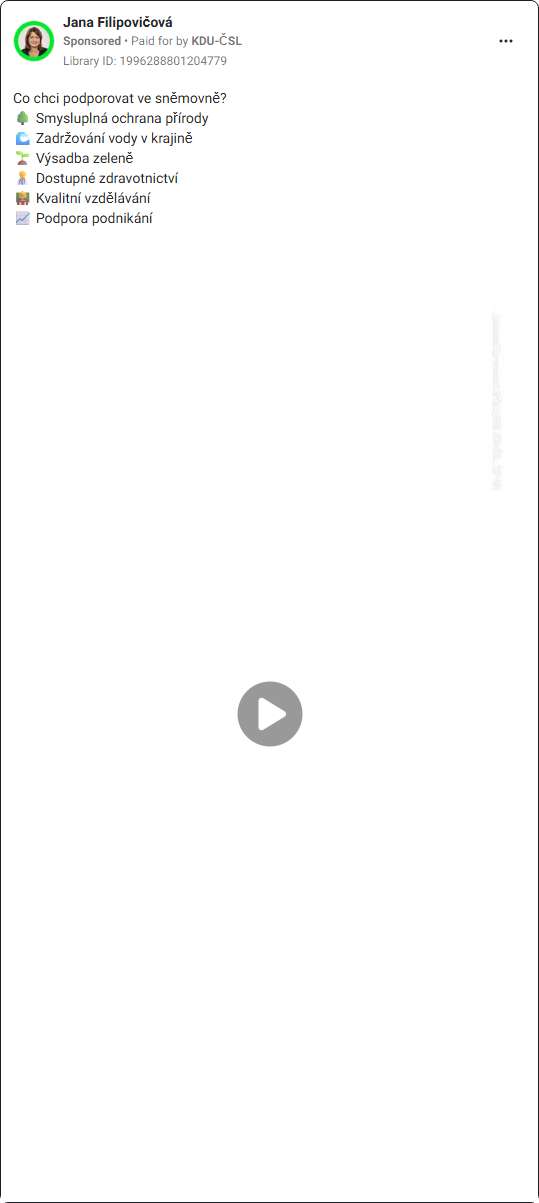 Jana Filipovičová
Sponsored • Paid for by KDU-ČSL
Library ID: 1996288801204779
Co chci podporovat ve sněmovně?
🌳 Smysluplná ochrana přírody
🌊 Zadržování vody v krajině
🌱 Výsadba zeleně
👨‍⚕️ Dostupné zdravotnictví
🏫 Kvalitní vzdělávání
📈 Podpora podnikání